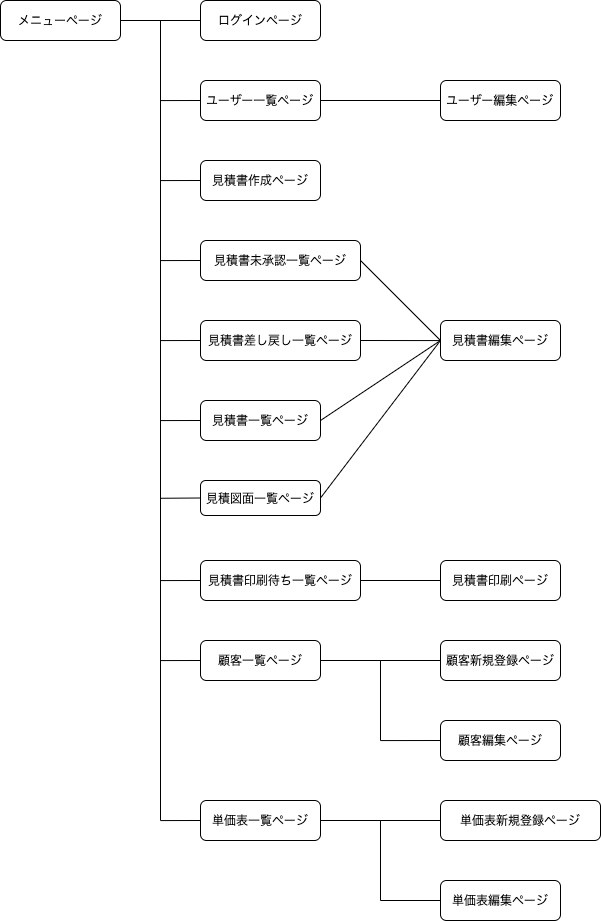 メニューページ
ログインページ
ユーザー一覧ページ
ユーザー編集ページ
見積書作成ページ
見積書未承認一覧ページ
見積書差し戻し一覧ページ
見積書編集ページ
見積書一覧ページ
見積図面一覧ページ
見積書印刷待ち一覧ページ
見積書印刷ページ
顧客一覧ページ
顧客新規登録ページ
顧客編集ページ
単価表一覧ページ
単価表新規登録ページ
単価表編集ページ